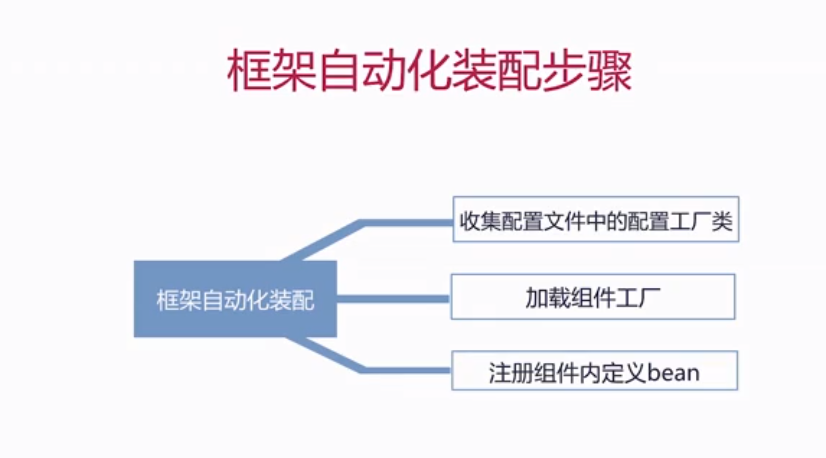 框架自动化装配步骤
收集配置文件中的配置工厂类
框架自动化装配
加载组件工厂
注册组件内定义bean